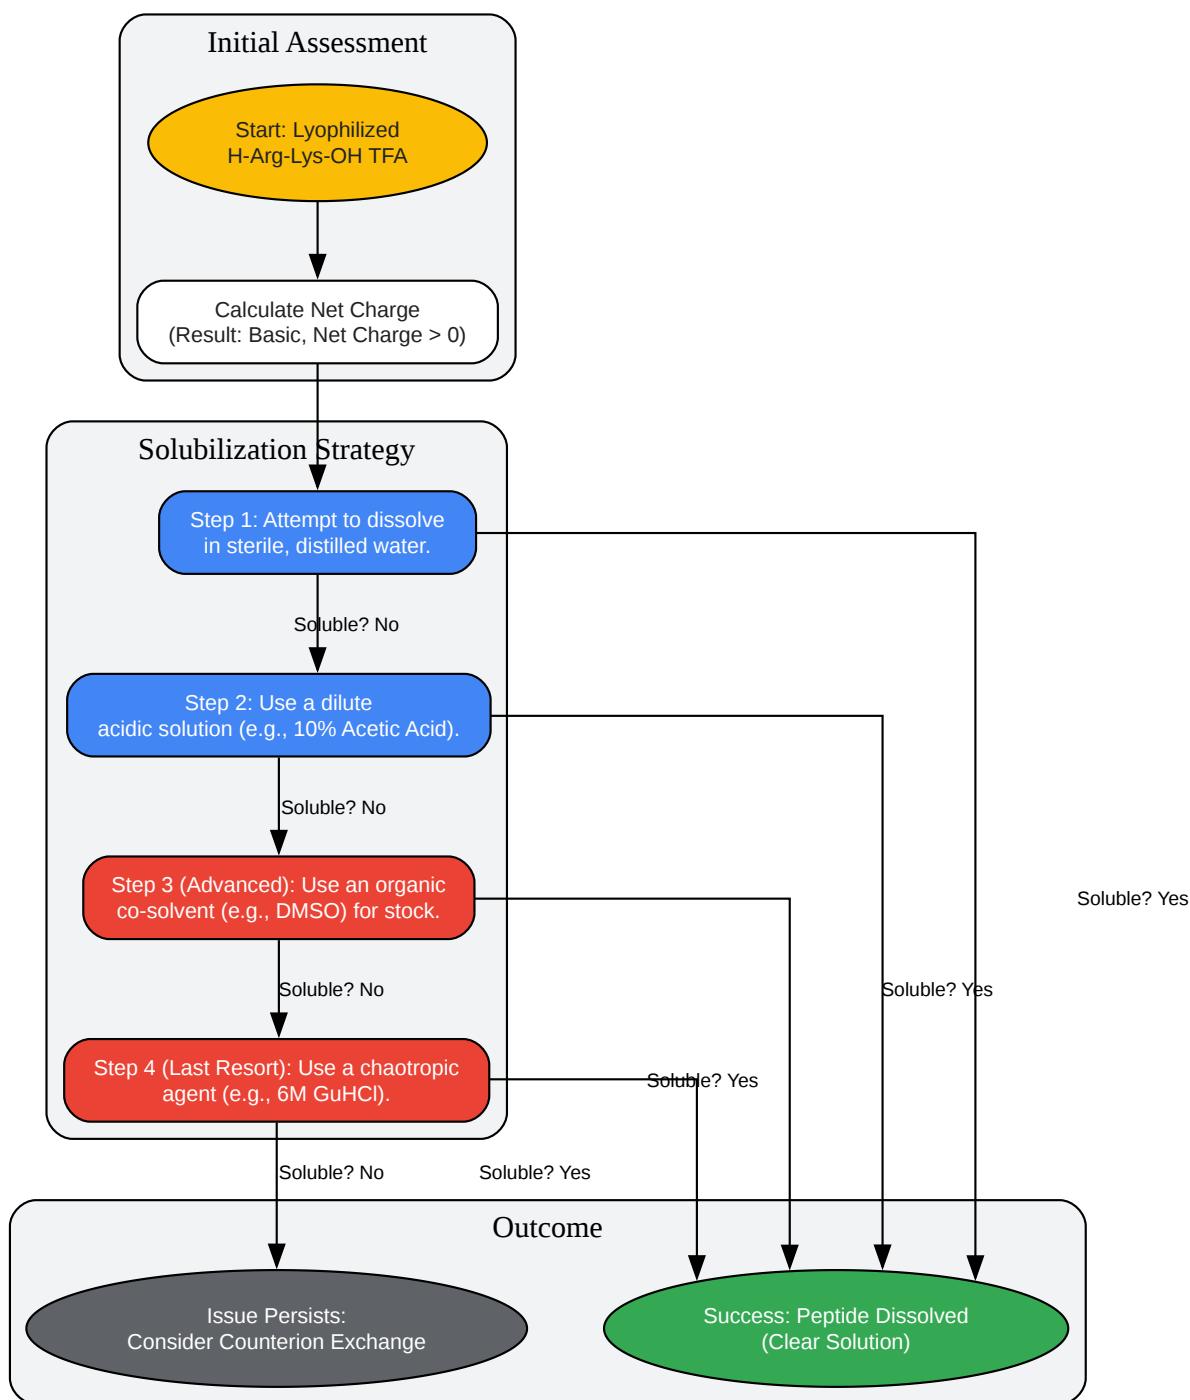 Initial Assessment
Start: Lyophilized
H-Arg-Lys-OH TFA
Calculate Net Charge
(Result: Basic, Net Charge > 0)
Solubilization Strategy
Step 1: Attempt to dissolve
in sterile, distilled water.
Soluble? No
Step 2: Use a dilute
acidic solution (e.g., 10% Acetic Acid).
Soluble? No
Step 3 (Advanced): Use an organic
co-solvent (e.g., DMSO) for stock.
Soluble? Yes
Soluble? No
Soluble? Yes
Step 4 (Last Resort): Use a chaotropic
agent (e.g., 6M GuHCl).
Soluble? Yes
Soluble? No
Soluble? Yes
Outcome
Issue Persists:
Consider Counterion Exchange
Success: Peptide Dissolved
(Clear Solution)